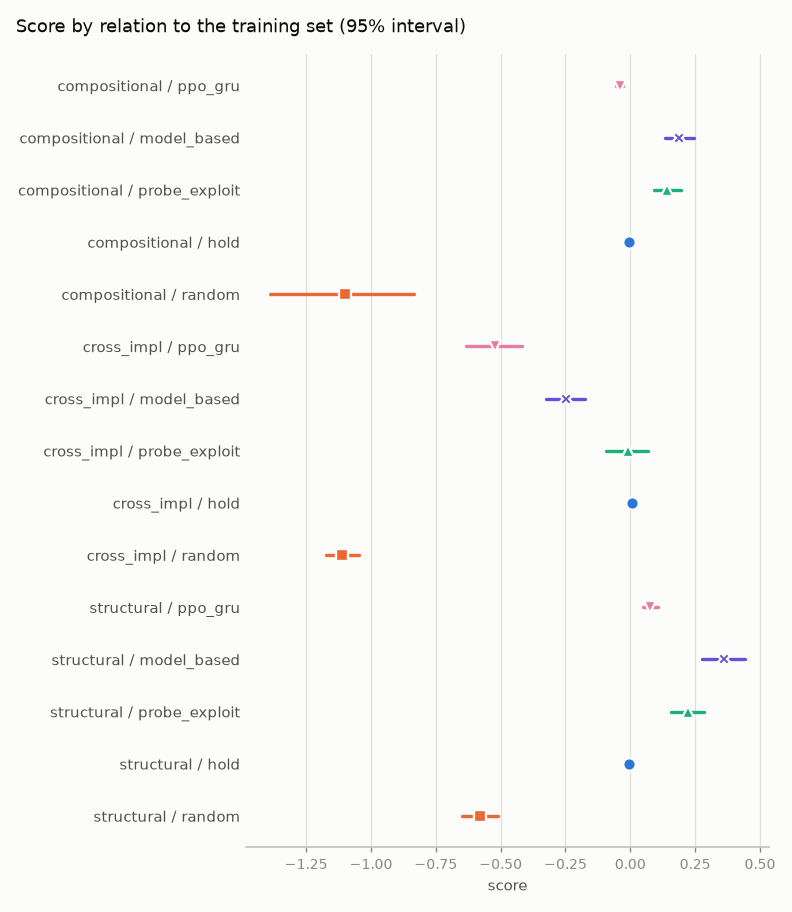 Score by relation to the training set (95% interval)
compositional / ppo_gru
compositional / model_based
compositional / probe_exploit
compositional / hold
compositional / random
cross_impl / ppo_gru
cross_impl / model_based
cross_impl / probe_exploit
cross_impl / hold
cross_impl / random
structural / ppo_gru
structural / model_based
structural / probe_exploit
structural / hold
structural / random
−1.25 −1.00 −0.75 −0.50 −0.25 0.00 0.25 0.50
score